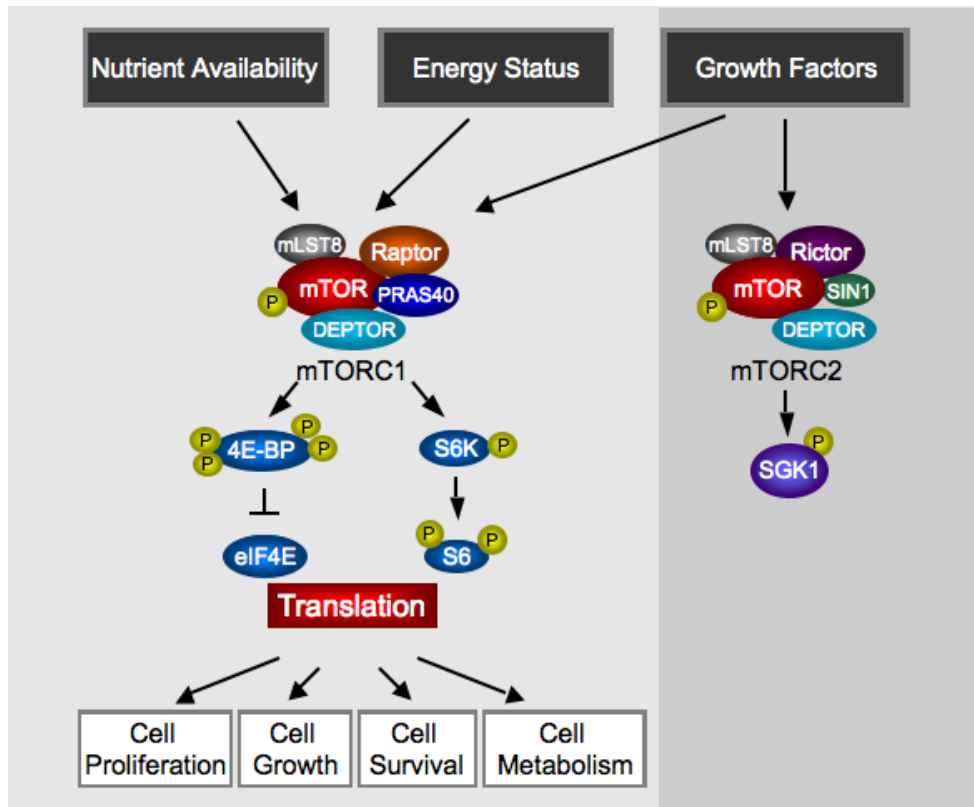 Nutrient Availability
Energy Status
Growth Factors
mLST8
Raptor
mTOR
PRAS40
P
DEPTOR
mTORC1
mLST8
Rictor
mTOR
SIN1
P
DEPTOR
mTORC2
P
P
4E-BP
P
P
S6K
P
P
SGK1
eIF4E
P
P
S6
Translation
Cell
Proliferation
Cell
Growth
Cell
Survival
Cell
Metabolism